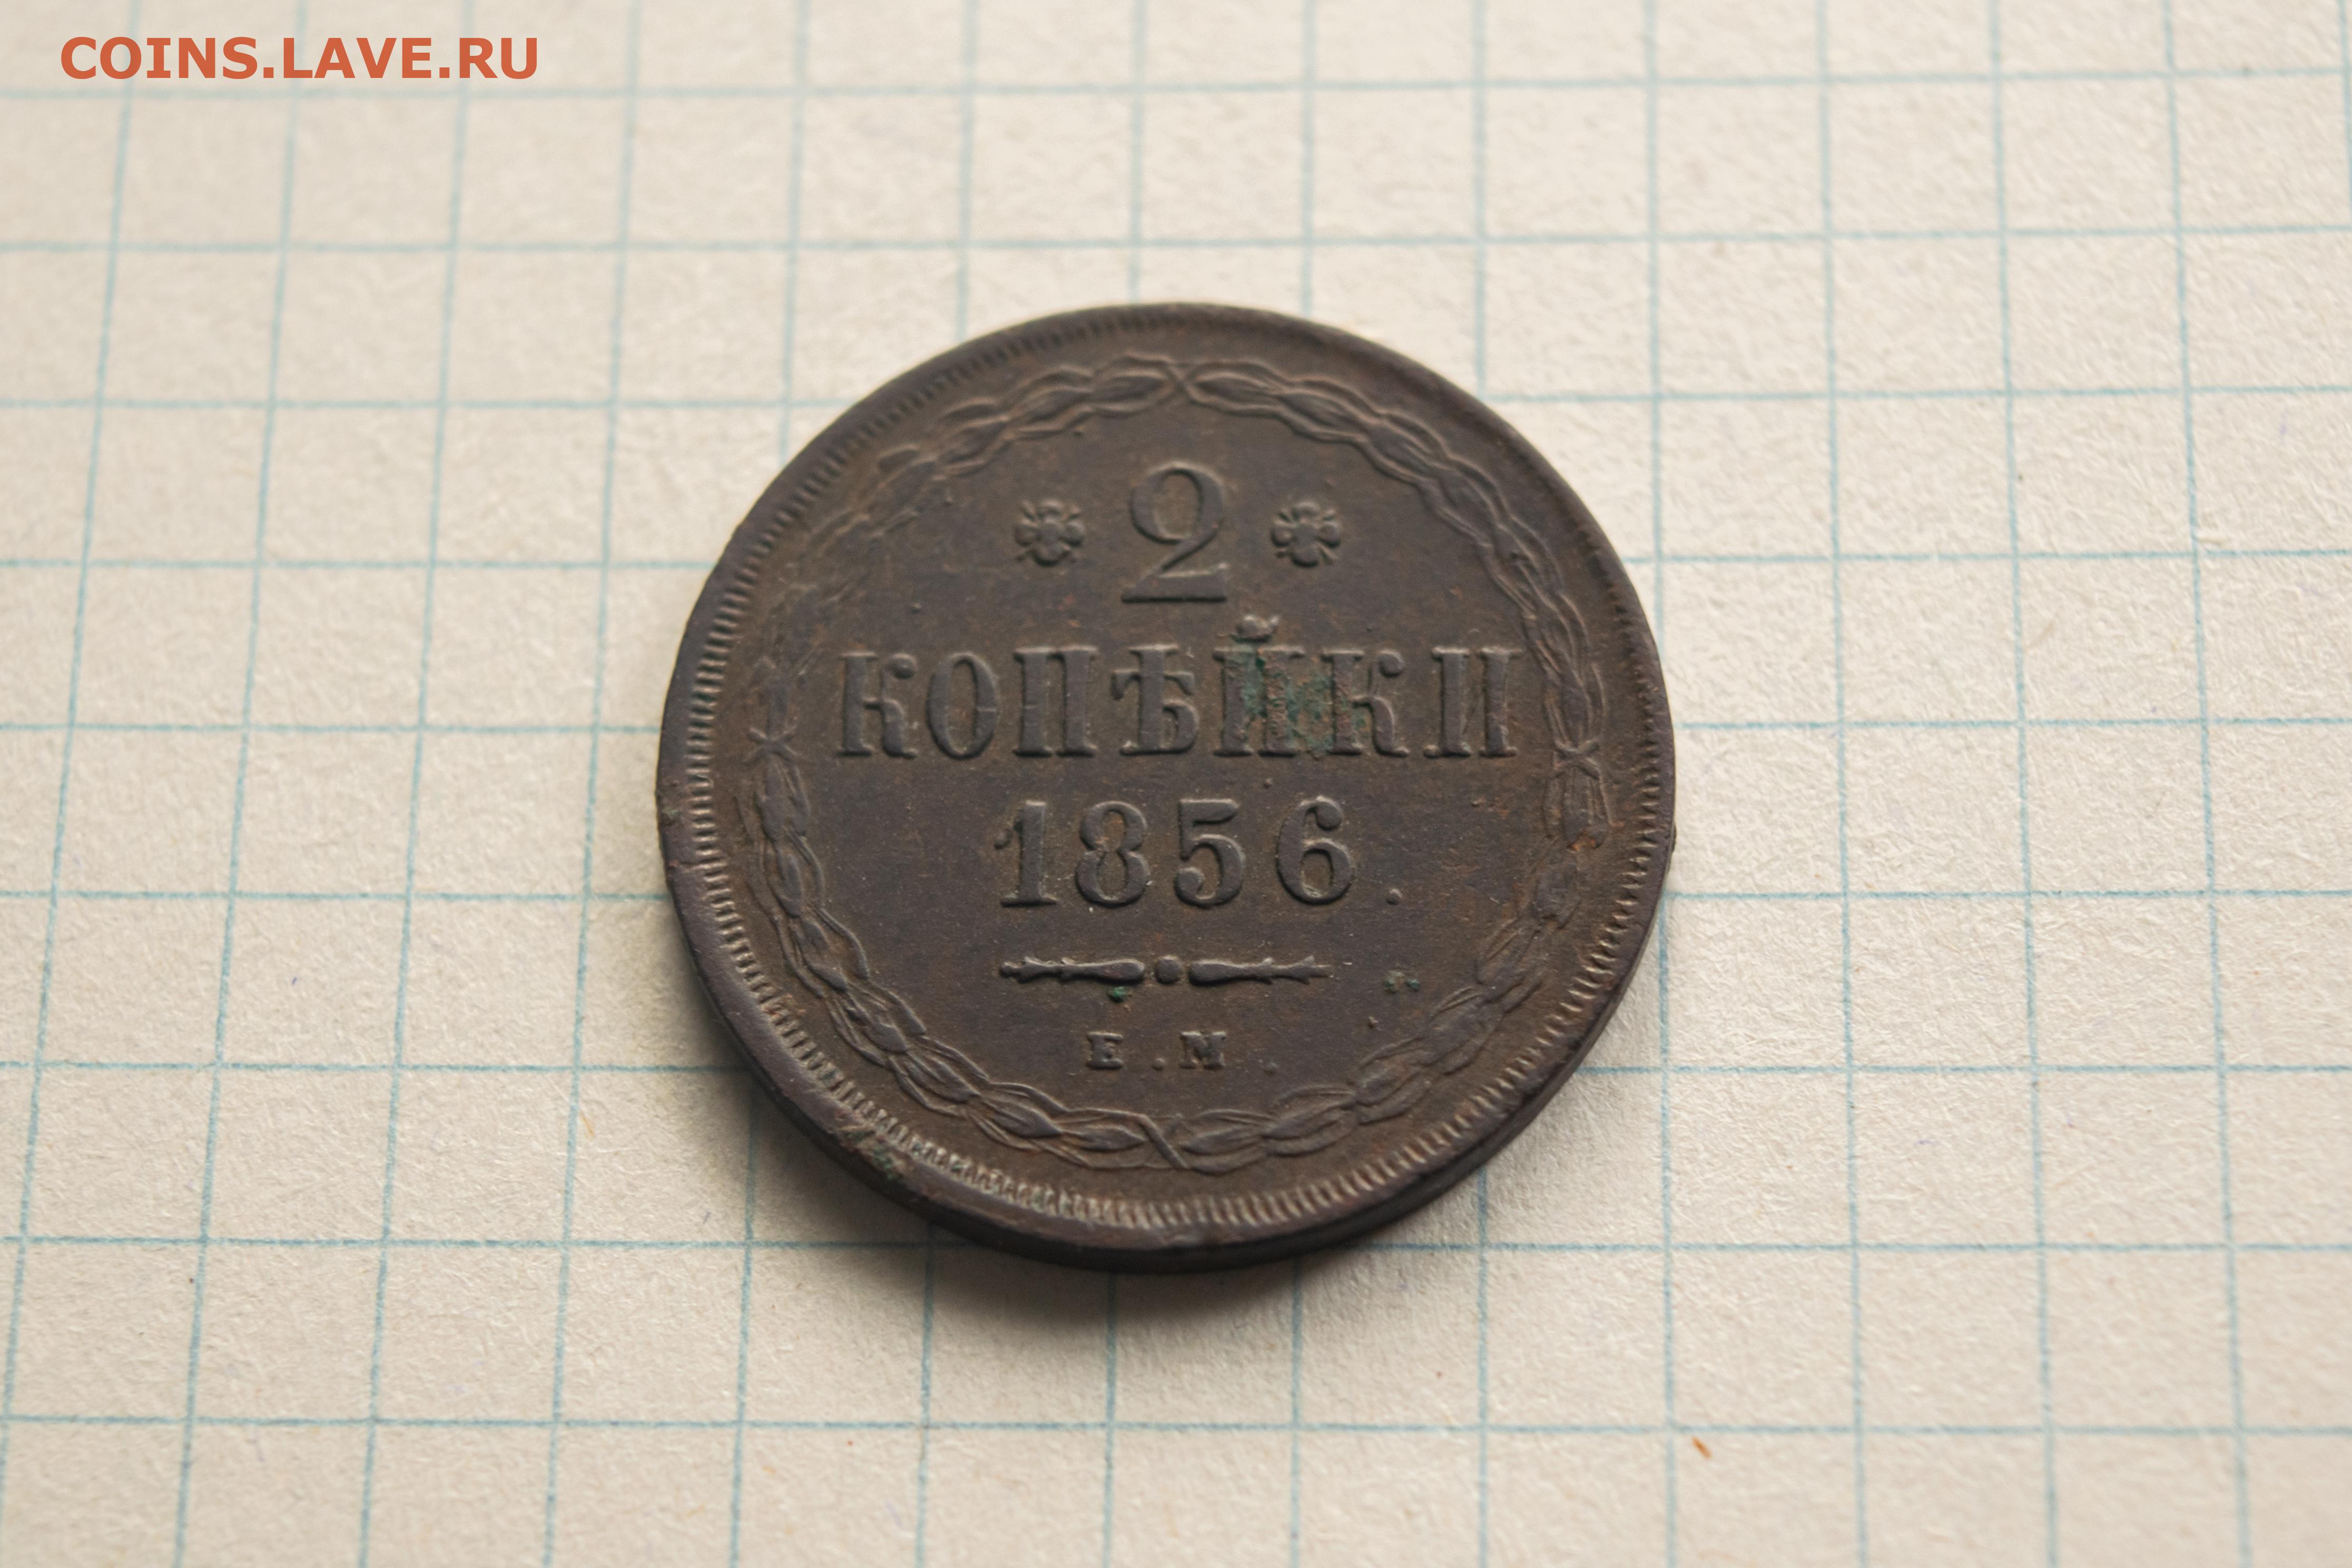 COINS.LAVE.RU
2
КОПѢЙКИ
1856.
Е.М.